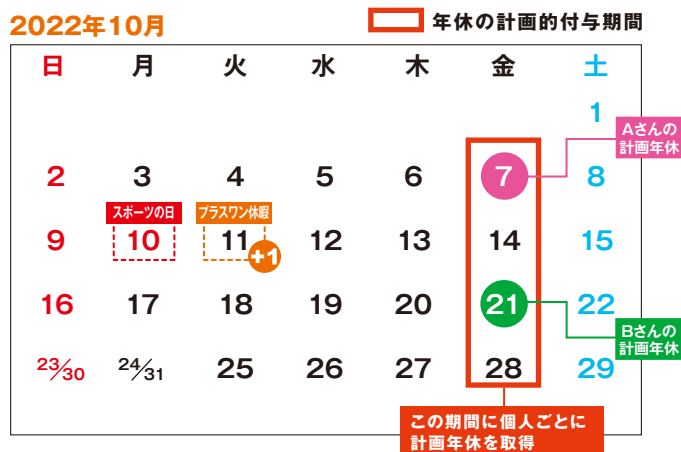 2022年10月
年休の計画的付与期間
日 月 火 水 木 金 土
1
Aさんの
計画年休
2 3 4 5 6 7 8
スポーツの日 プラスワン休暇
9 10 11 12 13 14 15
+1
16 17 18 19 20 21 22
Bさんの
計画年休
23/30 24/31 25 26 27 28 29
この期間に個人ごとに
計画年休を取得